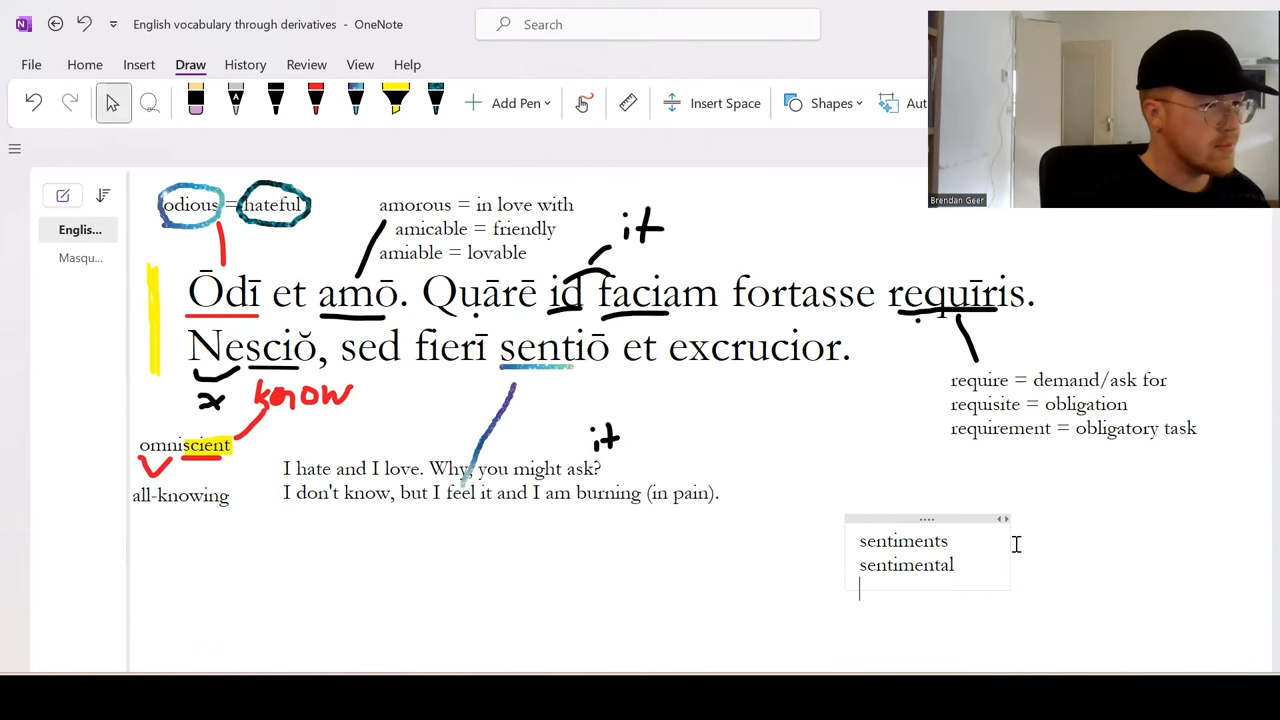 English vocabulary through derivatives - OneNote
Search
File Home Insert Draw History Review View Help
A Add Pen Insert Space Shapes Aut
Brendan Geer
Englis...
Masqu...
odious = hateful
amorous = in love with
amicable = friendly
amiable = lovable
it
Ōdī et amō. Quārē id faciam fortasse requīris.
Nesciŏ, sed fierī sentiō et excrucior.
x know
omniscient
all-knowing
require = demand/ask for
requisite = obligation
requirement = obligatory task
it
I hate and I love. Why, you might ask?
I don't know, but I feel it and I am burning (in pain).
sentiments
sentimental